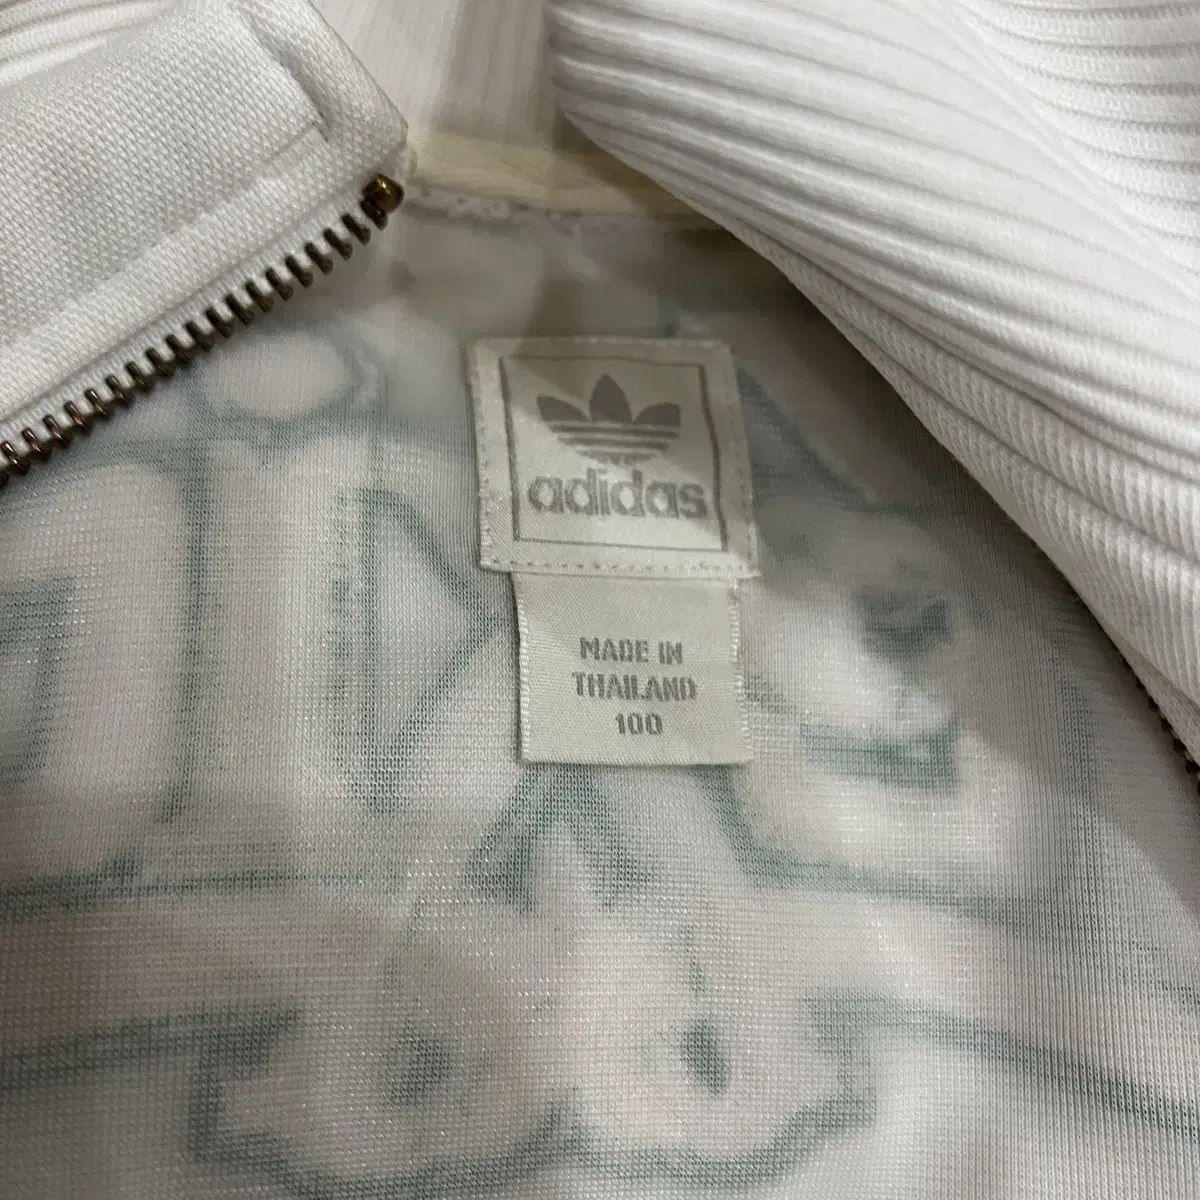 adidas
MADE IN
THAILAND
100